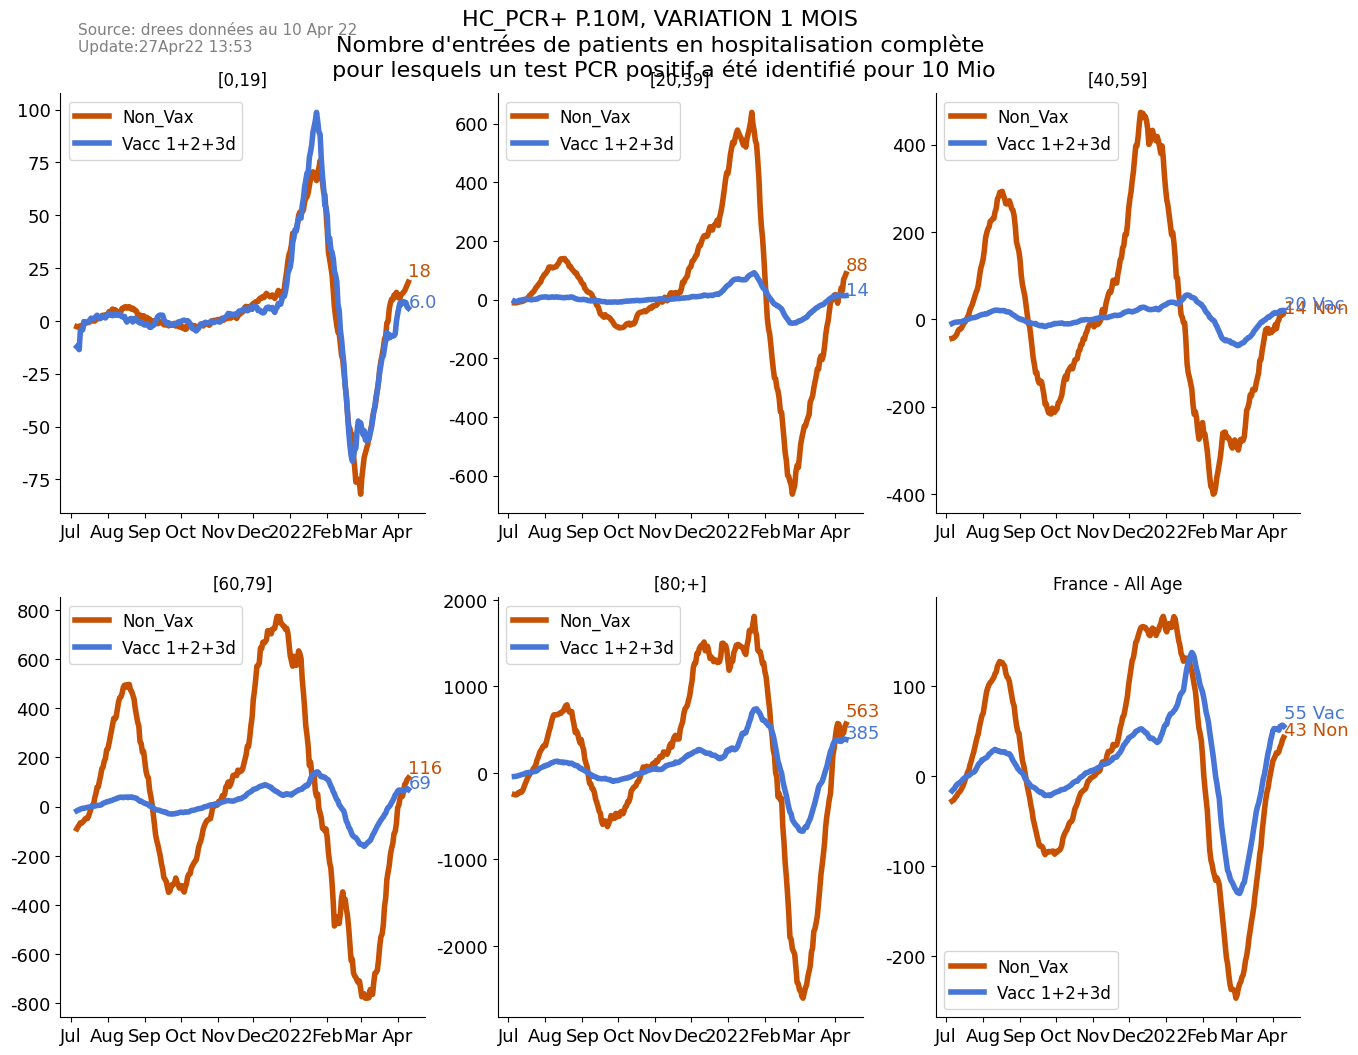 HC_PCR+ P.10M, VARIATION 1 MOIS
Source: drees données au 10 Apr 22
Update:27Apr22 13:53
Nombre d'entrées de patients en hospitalisation complète
pour lesquels un test PCR positif a été identifié pour 10 Mio
[0,19]
Non_Vax
Vacc 1+2+3d
100
75
50
25
0
-25
-50
-75
18
6.0
Jul Aug Sep Oct Nov Dec 2022 Feb Mar Apr
[20,39]
Non_Vax
Vacc 1+2+3d
600
400
200
0
-200
-400
-600
88
14
Jul Aug Sep Oct Nov Dec 2022 Feb Mar Apr
[40,59]
Non_Vax
Vacc 1+2+3d
400
200
0
-200
-400
20 Vac
14 Non
Jul Aug Sep Oct Nov Dec 2022 Feb Mar Apr
[60,79]
Non_Vax
Vacc 1+2+3d
800
600
400
200
0
-200
-400
-600
-800
116
69
Jul Aug Sep Oct Nov Dec 2022 Feb Mar Apr
[80;+]
Non_Vax
Vacc 1+2+3d
2000
1000
0
-1000
-2000
563
385
Jul Aug Sep Oct Nov Dec 2022 Feb Mar Apr
France - All Age
100
0
-100
-200
55 Vac
43 Non
Non_Vax
Vacc 1+2+3d
Jul Aug Sep Oct Nov Dec 2022 Feb Mar Apr